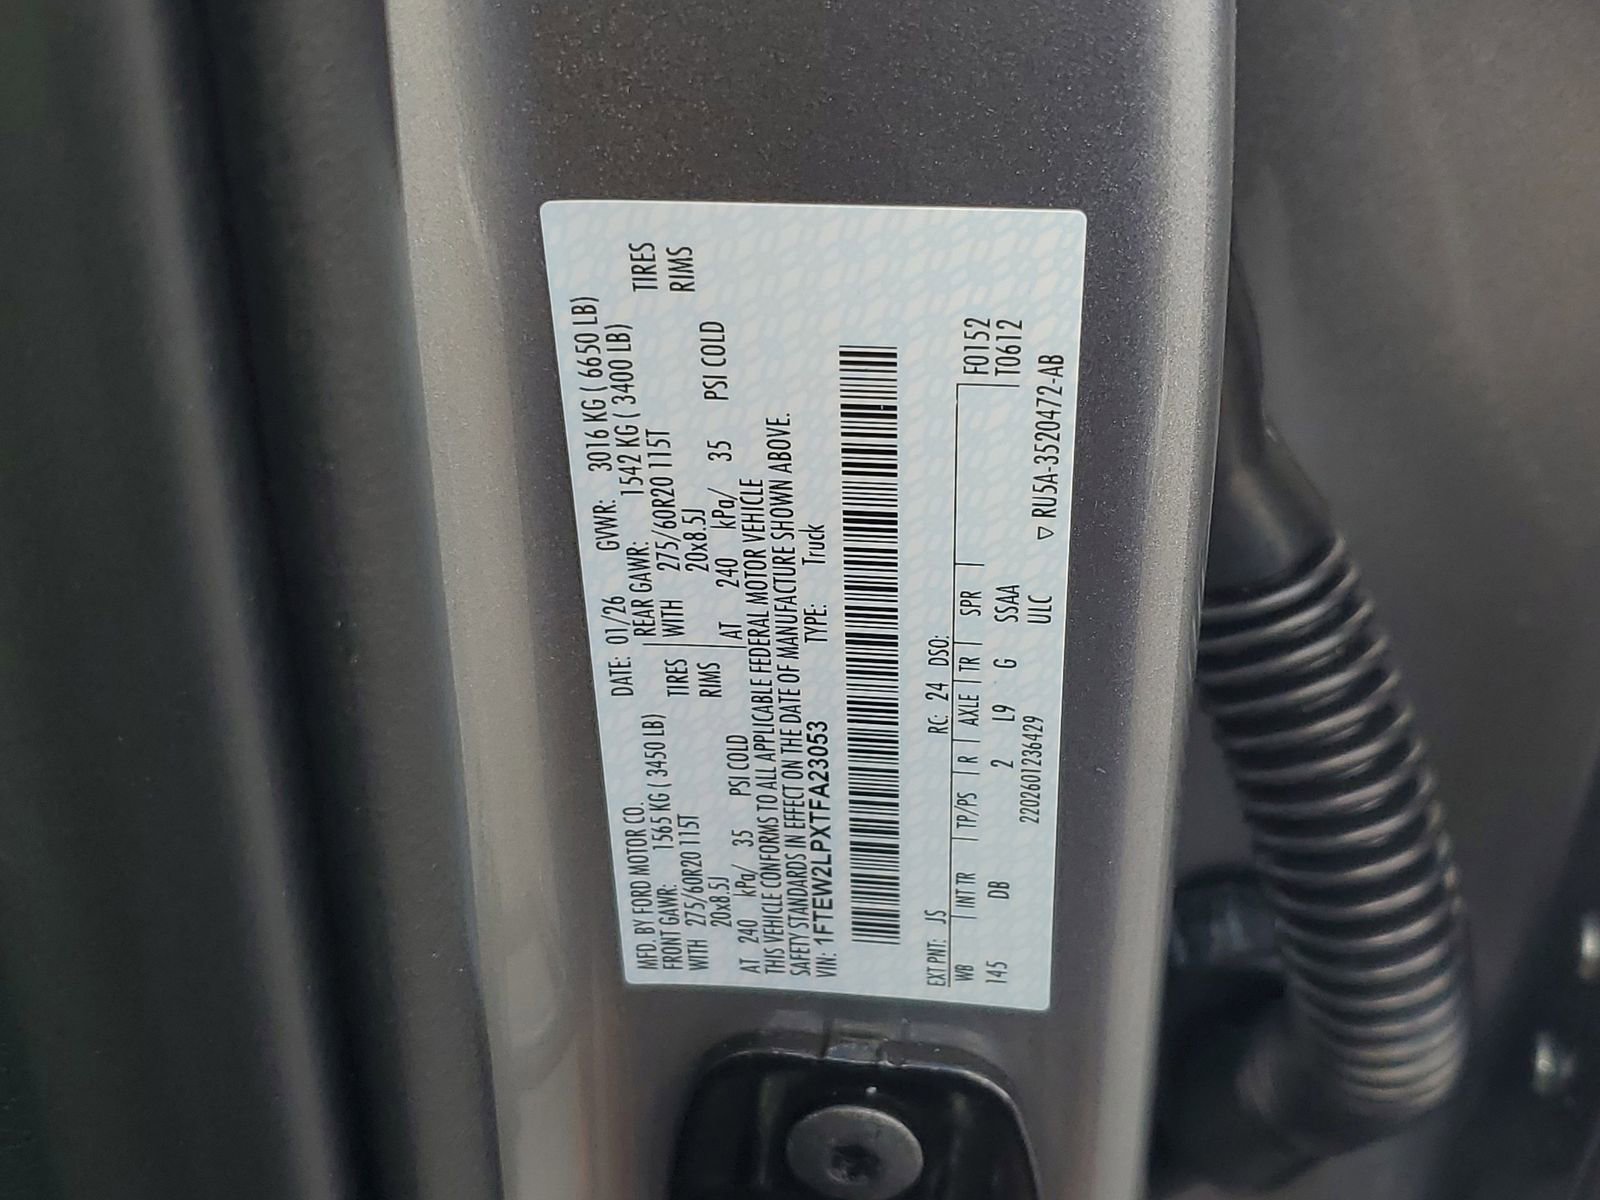 MFD. BY FORD MOTOR CO.
DATE: 01/26 GVWR: 3016 KG ( 6650 LB)
FRONT GAWR: 1565 KG ( 3450 LB) REAR GAWR: 1542 KG ( 3400 LB)
WITH 275/60R20 115T TIRES WITH 275/60R20 115T TIRES
20x8.5J RIMS 20x8.5J RIMS
AT 240 kPa/ 35 PSI COLD AT 240 kPa/ 35 PSI COLD
THIS VEHICLE CONFORMS TO ALL APPLICABLE FEDERAL MOTOR VEHICLE
SAFETY STANDARDS IN EFFECT ON THE DATE OF MANUFACTURE SHOWN ABOVE.
VIN: 1FTEW2LPXTFA23053 TYPE: Truck
EXT PNT: JS RC: 24 DSO:
WB INT TR TP/PS R AXLE TR SPR F0152
145 DB 2 L9 G SSAA T0612
2202601236429 ULC ▽ RU5A-3520472-AB